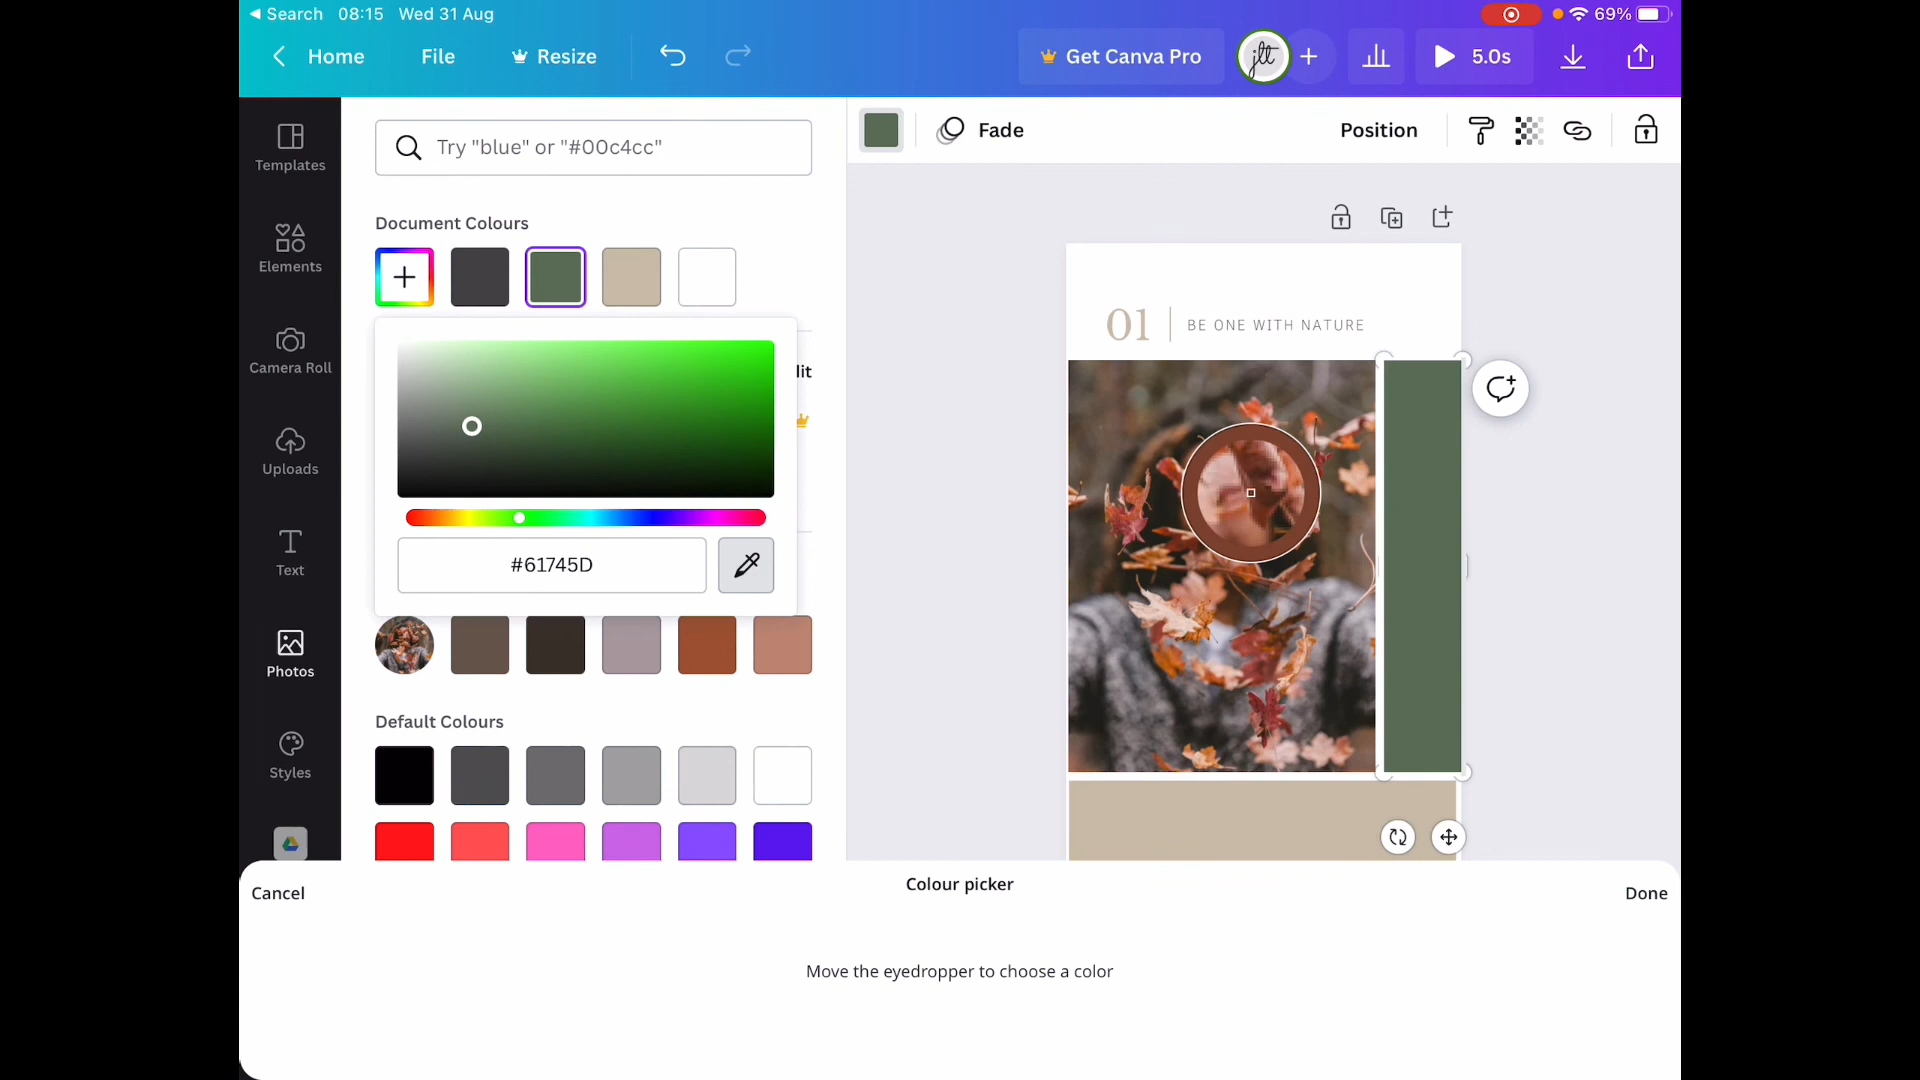 Search 08:15 Wed 31 Aug
69%
Home File Resize
Get Canva Pro
jlt
5.0s
Templates
Elements
Camera Roll
Uploads
Text
Photos
Styles
Try "blue" or "#00c4cc"
Document Colours
lit
#61745D
Default Colours
Fade
Position
01 BE ONE WITH NATURE
Cancel
Colour picker
Done
Move the eyedropper to choose a color